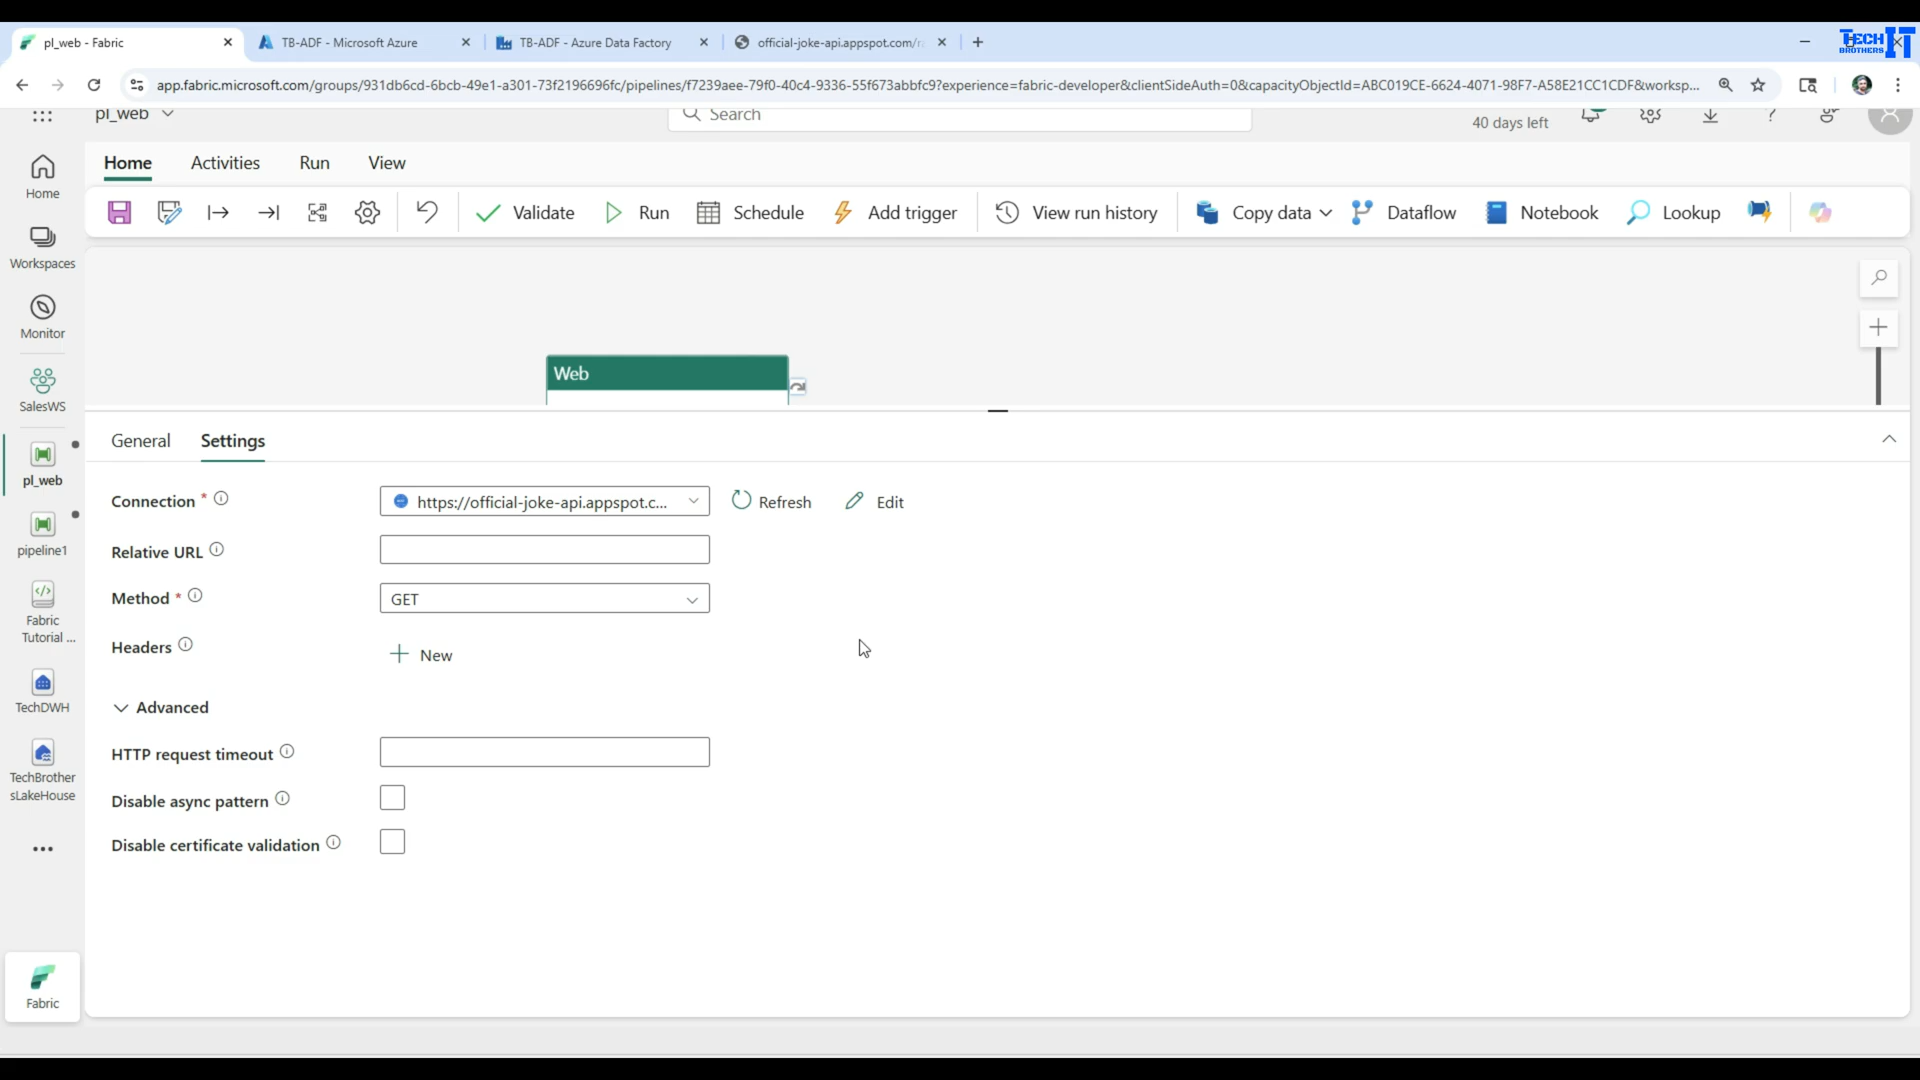 pl_web - Fabric
TB-ADF - Microsoft Azure
TB-ADF - Azure Data Factory
official-joke-api.appspot.com/r
TECH BROTHERS IT
app.fabric.microsoft.com/groups/931db6cd-6bcb-49e1-a301-73f2196696fc/pipelines/f7239aee-79f0-40c4-9336-55f673abbfc9?experience=fabric-developer&clientSideAuth=0&capacityObjectId=ABC019CE-6624-4071-98F7-A58E21CC1CDF&worksp...
pl_web
Search
40 days left
Home
Activities
Run
View
Validate
Run
Schedule
Add trigger
View run history
Copy data
Dataflow
Notebook
Lookup
Home
Workspaces
Monitor
SalesWS
pl_web
pipeline1
Fabric
Tutorial ...
TechDWH
TechBrother
sLakeHouse
Fabric
Web
General
Settings
Connection *
https://official-joke-api.appspot.c...
Refresh
Edit
Relative URL
Method *
GET
Headers
New
Advanced
HTTP request timeout
Disable async pattern
Disable certificate validation